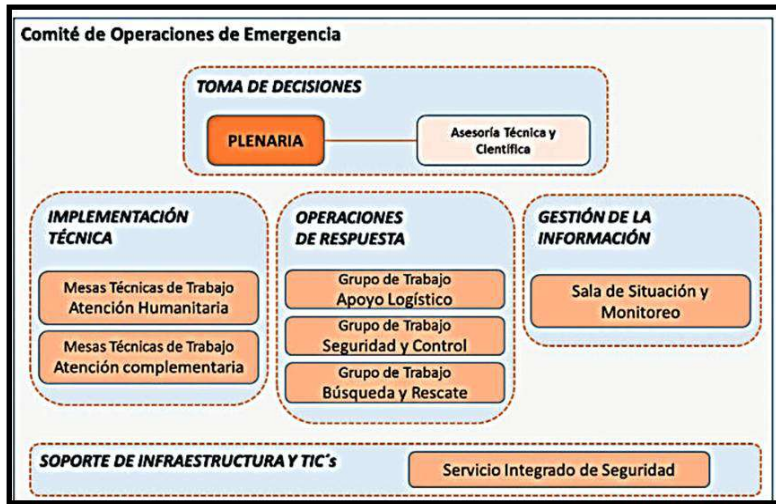 Comité de Operaciones de Emergencia
TOMA DE DECISIONES
PLENARIA
Asesoría Técnica y
Científica
IMPLEMENTACIÓN
TÉCNICA
Mesas Técnicas de Trabajo
Atención Humanitaria
Mesas Técnicas de Trabajo
Atención complementaria
OPERACIONES
DE RESPUESTA
Grupo de Trabajo
Apoyo Logístico
Grupo de Trabajo
Seguridad y Control
Grupo de Trabajo
Búsqueda y Rescate
GESTIÓN DE LA
INFORMACIÓN
Sala de Situación y
Monitoreo
SOPORTE DE INFRAESTRUCTURA Y TIC´s
Servicio Integrado de Seguridad